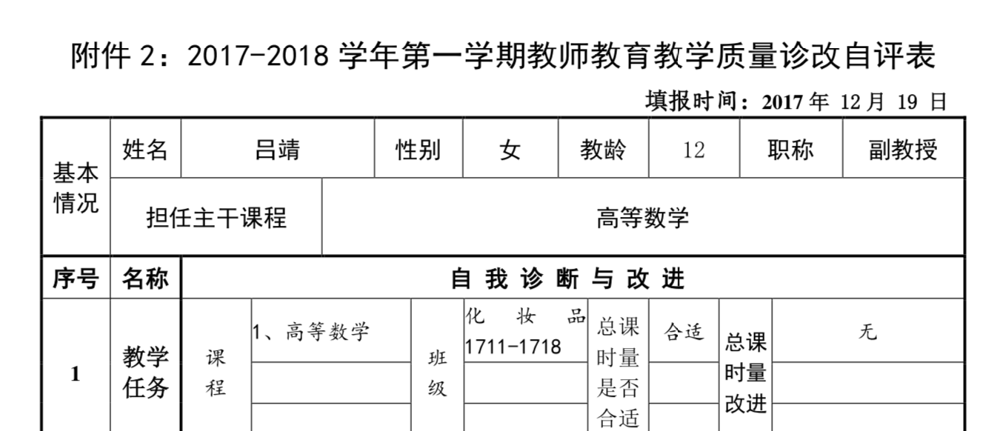 附件 2：2017-2018 学年第一学期教师教育教学质量诊改自评表
填报时间：2017 年 12 月 19 日
基本情况 姓名 吕靖 性别 女 教龄 12 职称 副教授
担任主干课程 高等数学
序号 名称 自 我 诊 断 与 改 进
1 教学任务 课程 1、高等数学 班级 化妆品 1711-1718 总课时量是否合适 合适 总课时量改进 无